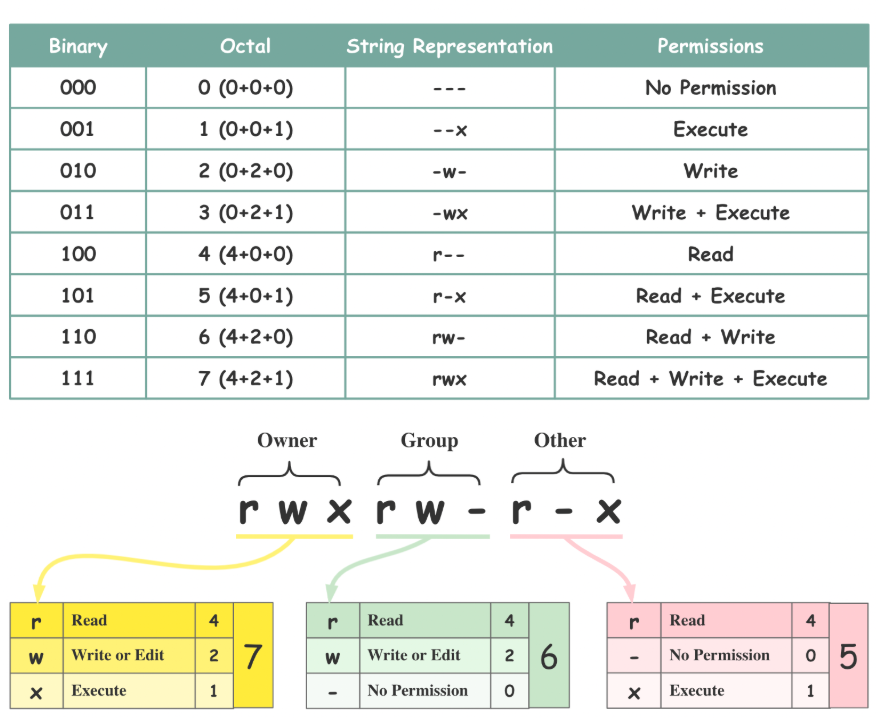 Binary Octal String Representation Permissions
000 0 (0+0+0) --- No Permission
001 1 (0+0+1) --x Execute
010 2 (0+2+0) -w- Write
011 3 (0+2+1) -wx Write + Execute
100 4 (4+0+0) r-- Read
101 5 (4+0+1) r-x Read + Execute
110 6 (4+2+0) rw- Read + Write
111 7 (4+2+1) rwx Read + Write + Execute
Owner Group Other
r w x r w - r - x
r Read 4
w Write or Edit 2
x Execute 1
7
r Read 4
w Write or Edit 2
- No Permission 0
6
r Read 4
- No Permission 0
x Execute 1
5